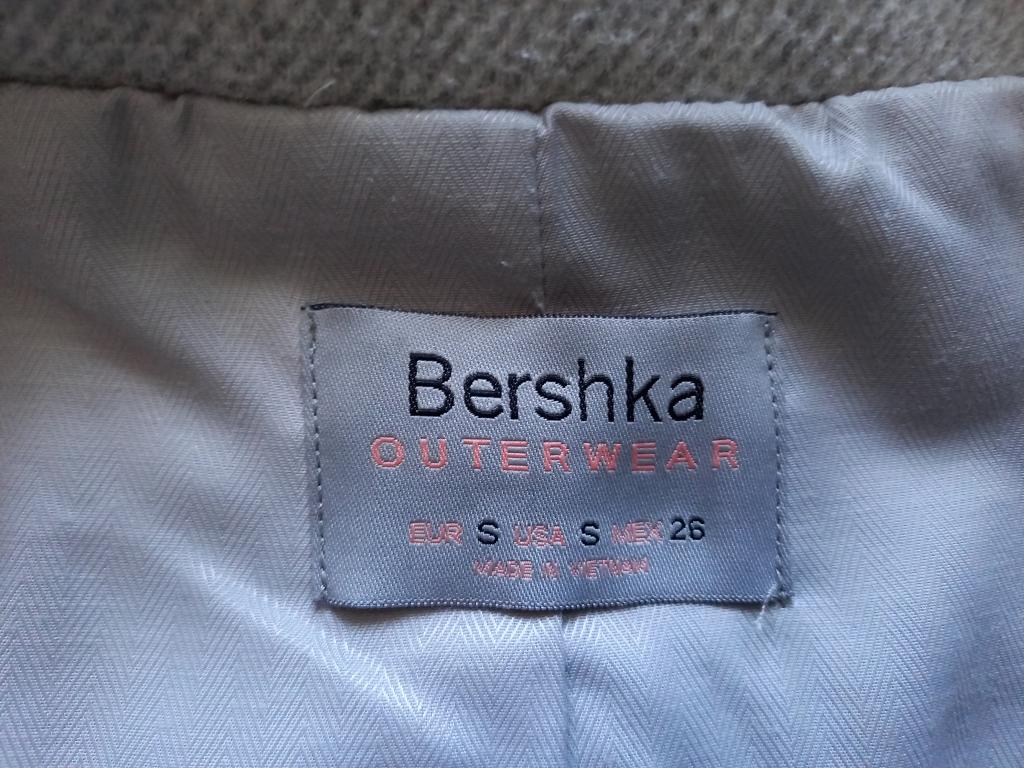 Bershka
OUTERWEAR
EUR S USA S MEX 26
MADE IN VIETNAM